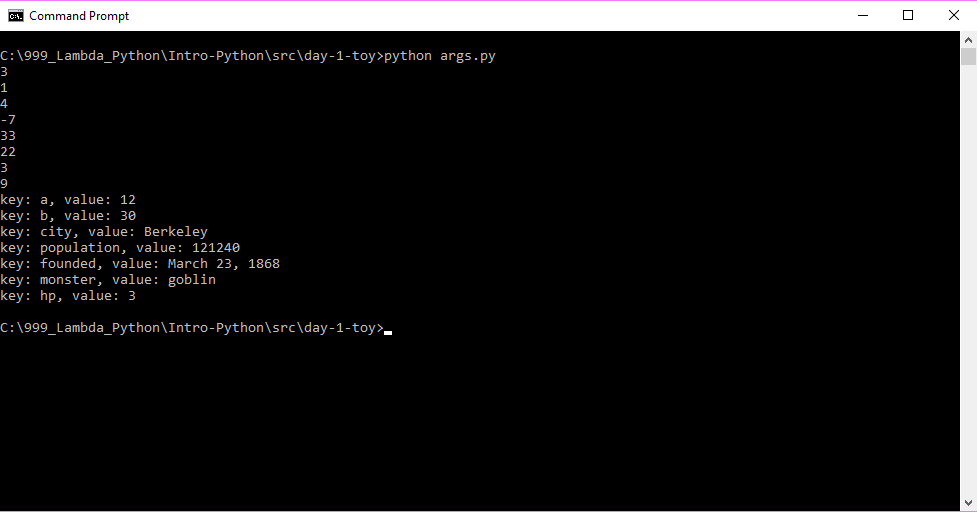 Command Prompt
C:\999_Lambda_Python\Intro-Python\src\day-1-toy>python args.py
3
1
4
-7
33
22
3
9
key: a, value: 12
key: b, value: 30
key: city, value: Berkeley
key: population, value: 121240
key: founded, value: March 23, 1868
key: monster, value: goblin
key: hp, value: 3
C:\999_Lambda_Python\Intro-Python\src\day-1-toy>